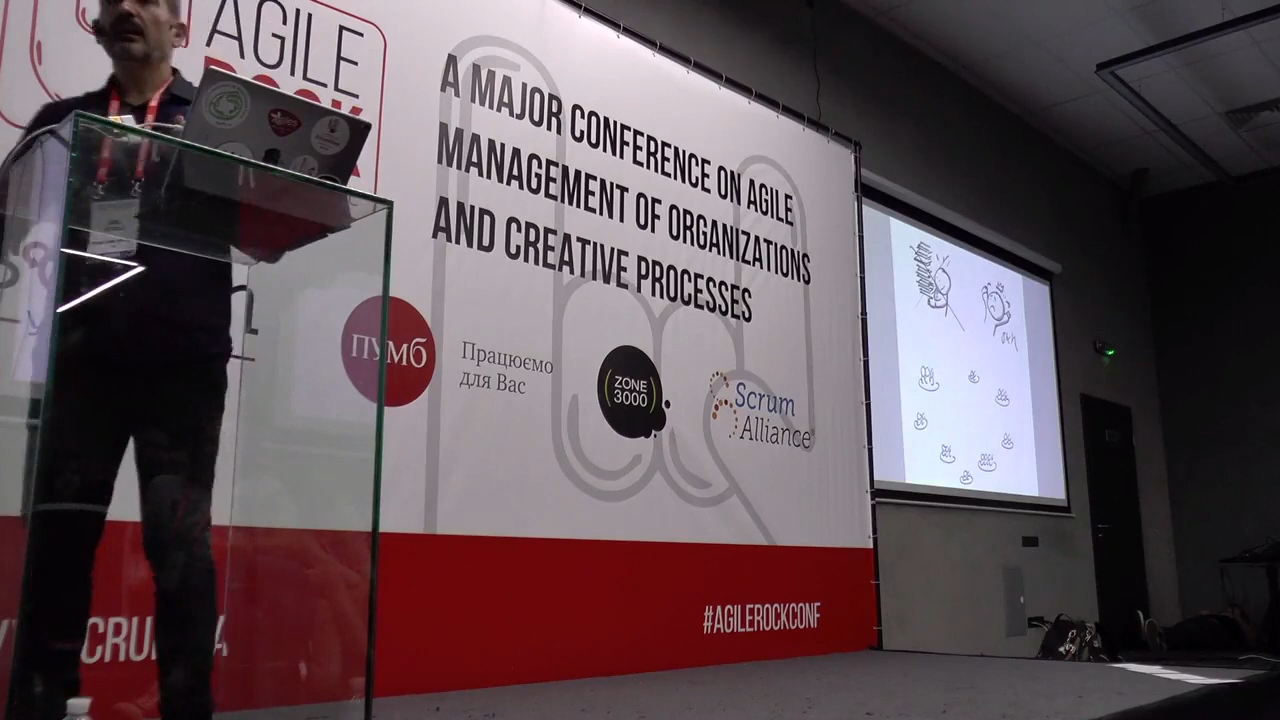 AGILE
ROCK
A MAJOR CONFERENCE ON AGILE
MANAGEMENT OF ORGANIZATIONS
AND CREATIVE PROCESSES
ПУМБ
Працюємо
для Вас
ZONE
3000
Scrum
Alliance
#AGILEROCKCONF